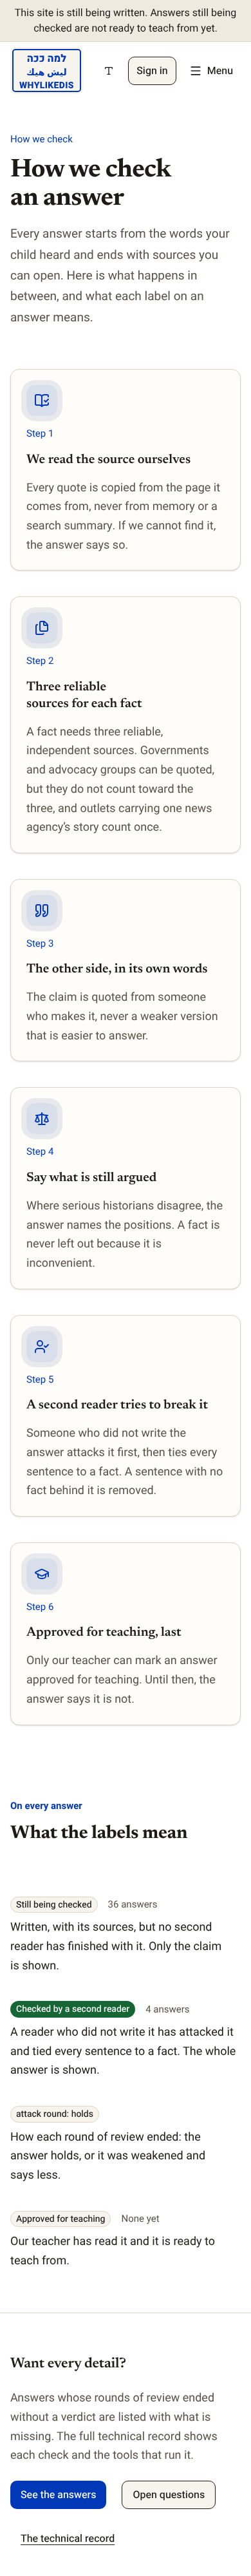 This site is still being written. Answers still being
checked are not ready to teach from yet.
למה ככה
ليش هيك
WHYLIKEDIS
T
Sign in
Menu
How we check
How we check
an answer
Every answer starts from the words your
child heard and ends with sources you
can open. Here is what happens in
between, and what each label on an
answer means.
Step 1
We read the source ourselves
Every quote is copied from the page it
comes from, never from memory or a
search summary. If we cannot find it,
the answer says so.
Step 2
Three reliable
sources for each fact
A fact needs three reliable,
independent sources. Governments
and advocacy groups can be quoted,
but they do not count toward the
three, and outlets carrying one news
agency's story count once.
Step 3
The other side, in its own words
The claim is quoted from someone
who makes it, never a weaker version
that is easier to answer.
Step 4
Say what is still argued
Where serious historians disagree, the
answer names the positions. A fact is
never left out because it is
inconvenient.
Step 5
A second reader tries to break it
Someone who did not write the
answer attacks it first, then ties every
sentence to a fact. A sentence with no
fact behind it is removed.
Step 6
Approved for teaching, last
Only our teacher can mark an answer
approved for teaching. Until then, the
answer says it is not.
On every answer
What the labels mean
Still being checked 36 answers
Written, with its sources, but no second
reader has finished with it. Only the claim
is shown.
Checked by a second reader 4 answers
A reader who did not write it has attacked it
and tied every sentence to a fact. The whole
answer is shown.
attack round: holds
How each round of review ended: the
answer holds, or it was weakened and
says less.
Approved for teaching None yet
Our teacher has read it and it is ready to
teach from.
Want every detail?
Answers whose rounds of review ended
without a verdict are listed with what is
missing. The full technical record shows
each check and the tools that run it.
See the answers
Open questions
The technical record